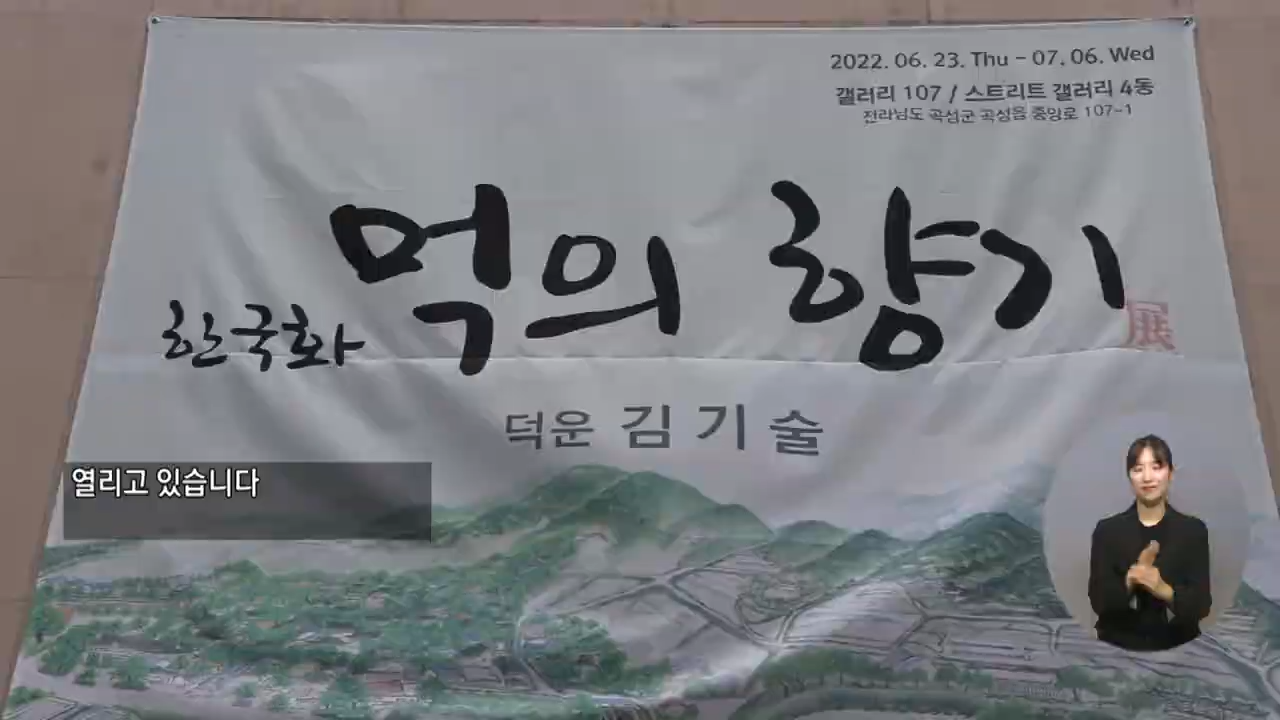 2022. 06. 23. Thu - 07. 06. Wed
갤러리 107 / 스트리트 갤러리 4동
전라남도 곡성군 곡성읍 중앙로 107-1
한국화 먹의 향기 展
덕운 김기술
열리고 있습니다